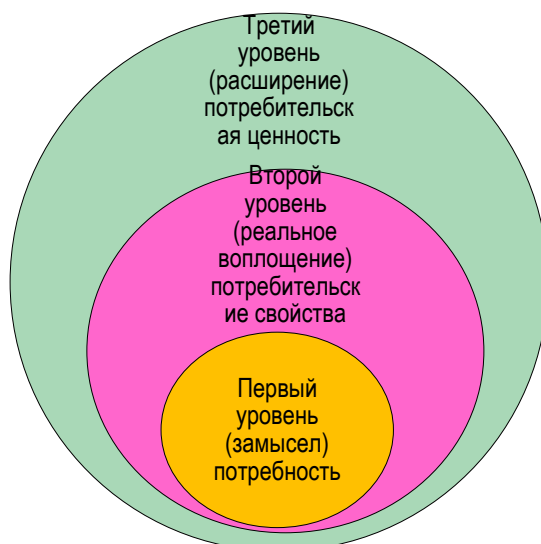 Третий
уровень
(расширение)
потребительск
ая ценность
Второй
уровень
(реальное
воплощение)
потребительск
ие свойства
Первый
уровень
(замысел)
потребность